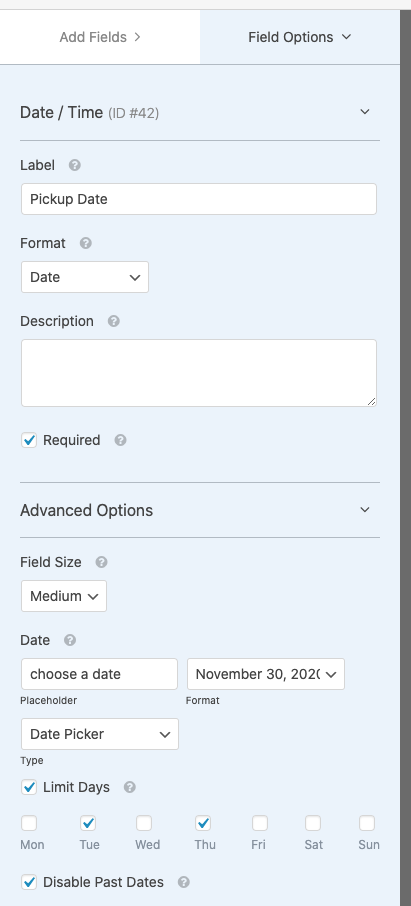 Add Fields Field Options
Date / Time (ID #42)
Label
Pickup Date
Format
Date
Description
Required
Advanced Options
Field Size
Medium
Date
choose a date November 30, 2020
Placeholder Format
Date Picker
Type
Limit Days
Mon Tue Wed Thu Fri Sat Sun
Disable Past Dates